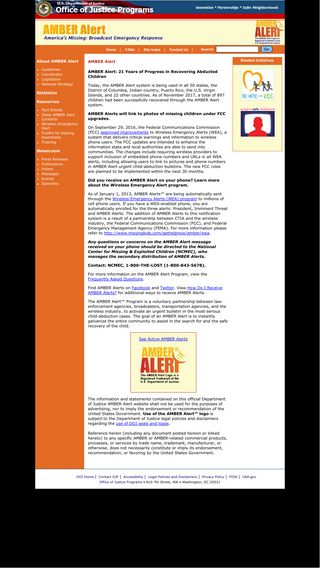 U.S. Department of Justice
Office of Justice Programs
Innovation • Partnerships • Safer Neighborhoods
AMBER Alert
America's Missing: Broadcast Emergency Response
AMBER
ALERT
Home | FAQs | Site Index | Contact Us | Search:
About AMBER Alert
Guidelines
Coordinator
Legislation
National Strategy
Statistics
Resources
Fact Sheets
State AMBER Alert
Contacts
Wireless Emergency
Alert
Toolkit for Raising
Awareness
Training
Newsroom
Press Releases
Publications
Videos
Messages
Events
Speeches
AMBER Alert
AMBER Alert: 21 Years of Progress in Recovering Abducted
Children
Today, the AMBER Alert system is being used in all 50 states, the
District of Columbia, Indian country, Puerto Rico, the U.S. Virgin
Islands, and 22 other countries. As of November 2017, a total of 897
children had been successfully recovered through the AMBER Alert
system.
AMBER Alerts will link to photos of missing children under FCC
upgrades.
On September 29, 2016, the Federal Communications Commission
(FCC) approved improvements to Wireless Emergency Alerts (WEA), a
system that delivers critical warnings and information to wireless
phone users. The FCC updates are intended to enhance the
information state and local authorities are able to send into
communities. The changes include requiring wireless providers to
support inclusion of embedded phone numbers and URLs in all WEA
alerts, including allowing users to link to pictures and phone numbers
in AMBER Alert urgent child-abduction bulletins. The new FCC rules
are planned to be implemented within the next 30 months.
Did you receive an AMBER Alert on your phone? Learn more
about the Wireless Emergency Alert program.
As of January 1, 2013, AMBER Alerts™ are being automatically sent
through the Wireless Emergency Alerts (WEA) program to millions of
cell phone users. If you have a WEA-enabled phone, you are
automatically enrolled for the three alerts: President, Imminent Threat
and AMBER Alerts. The addition of AMBER Alerts to this notification
system is a result of a partnership between CTIA and the wireless
industry, the Federal Communications Commission (FCC), and Federal
Emergency Management Agency (FEMA). For more information please
refer to http://www.missingkids.com/gethelpnow/amber/wea.
Any questions or concerns on the AMBER Alert message
received on your phone should be directed to the National Center
for Missing & Exploited Children (NCMEC), who
manages the secondary distribution of AMBER Alerts.
Contact: NCMEC, 1-800-THE-LOST (1-800-843-5678).
For more information on the AMBER Alert Program, view the
Frequently Asked Questions.
Find AMBER Alerts on Facebook and Twitter. View How Do I Receive
AMBER Alerts? for additional ways to receive AMBER Alerts.
The AMBER Alert™ Program is a voluntary partnership between law-
enforcement agencies, broadcasters, transportation agencies, and the
wireless industry, to activate an urgent bulletin in the most serious
child-abduction cases. The goal of an AMBER Alert is to instantly
galvanize the entire community to assist in the search for and the safe
recovery of the child.
See Active AMBER Alerts
AMBER
ALERT
The AMBER Alert Logo is a
Registered Trademark of the
U.S. Department of Justice
The information and statements contained on this official Department
of Justice AMBER Alert website shall not be used for the purposes of
advertising, nor to imply the endorsement or recommendation of the
United States Government. Use of the AMBER Alert™ logo is
subject to the Department of Justice legal policies and disclaimers
regarding the use of DOJ seals and logos.
Reference herein (including any document posted hereon or linked
hereto) to any specific AMBER or AMBER-related commercial products,
processes, or services by trade name, trademark, manufacturer, or
otherwise, does not necessarily constitute or imply its endorsement,
recommendation, or favoring by the United States Government.
Related Initiatives
DOJ Home | Contact OJP | Accessibility | Legal Policies and Disclaimers | Privacy Policy | FOIA | USA.gov
Office of Justice Programs • 810 7th Street, NW • Washington, DC 20531